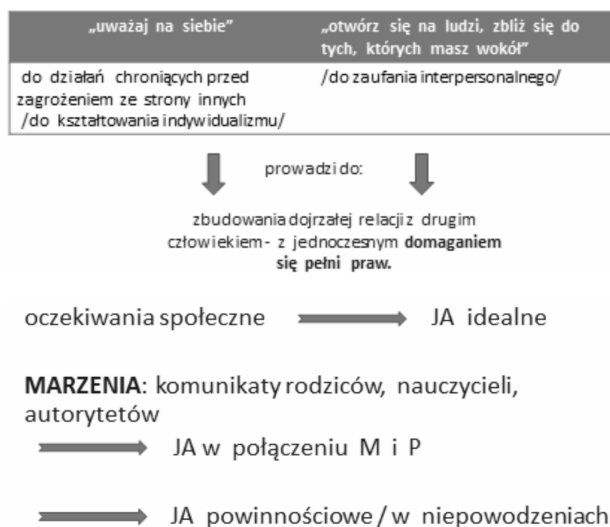 „uważaj na siebie”
„otwórz się na ludzi, zbliż się do
tych, których masz wokół”
do działań chroniących przed
zagrożeniem ze strony innych
/do kształtowania indywidualizmu/
/do zaufania interpersonalnego/
prowadzi do:
zbudowania dojrzałej relacji z drugim
człowiekiem - z jednoczesnym domaganiem
się pełni praw.
oczekiwania społeczne JA idealne
MARZENIA: komunikaty rodziców, nauczycieli,
autorytetów
JA w połączeniu M i P
JA powinnościowe / w niepowodzeniach